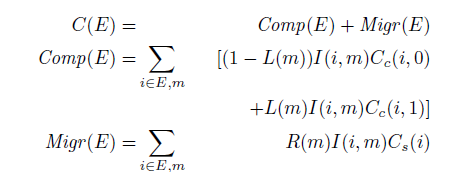 C(E) = Comp(E) + Migr(E)
Comp(E) = ∑ [(1 − L(m))I(i, m)C_c(i, 0)
i∈E,m
+L(m)I(i, m)C_c(i, 1)]
Migr(E) = ∑ R(m)I(i, m)C_s(i)
i∈E,m